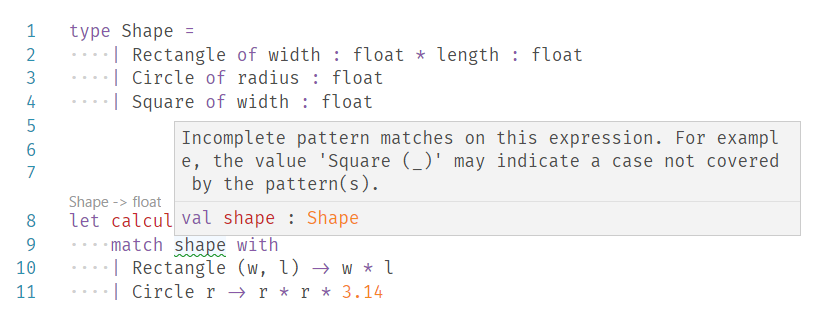 1 type Shape =
2 ····| Rectangle of width : float * length : float
3 ····| Circle of radius : float
4 ····| Square of width : float
5
6
7
Incomplete pattern matches on this expression. For exampl
e, the value 'Square (_)' may indicate a case not covered
by the pattern(s).
val shape : Shape
Shape -> float
8 let calcul
9 ····match shape with
10 ····| Rectangle (w, l) → w * l
11 ····| Circle r → r * r * 3.14